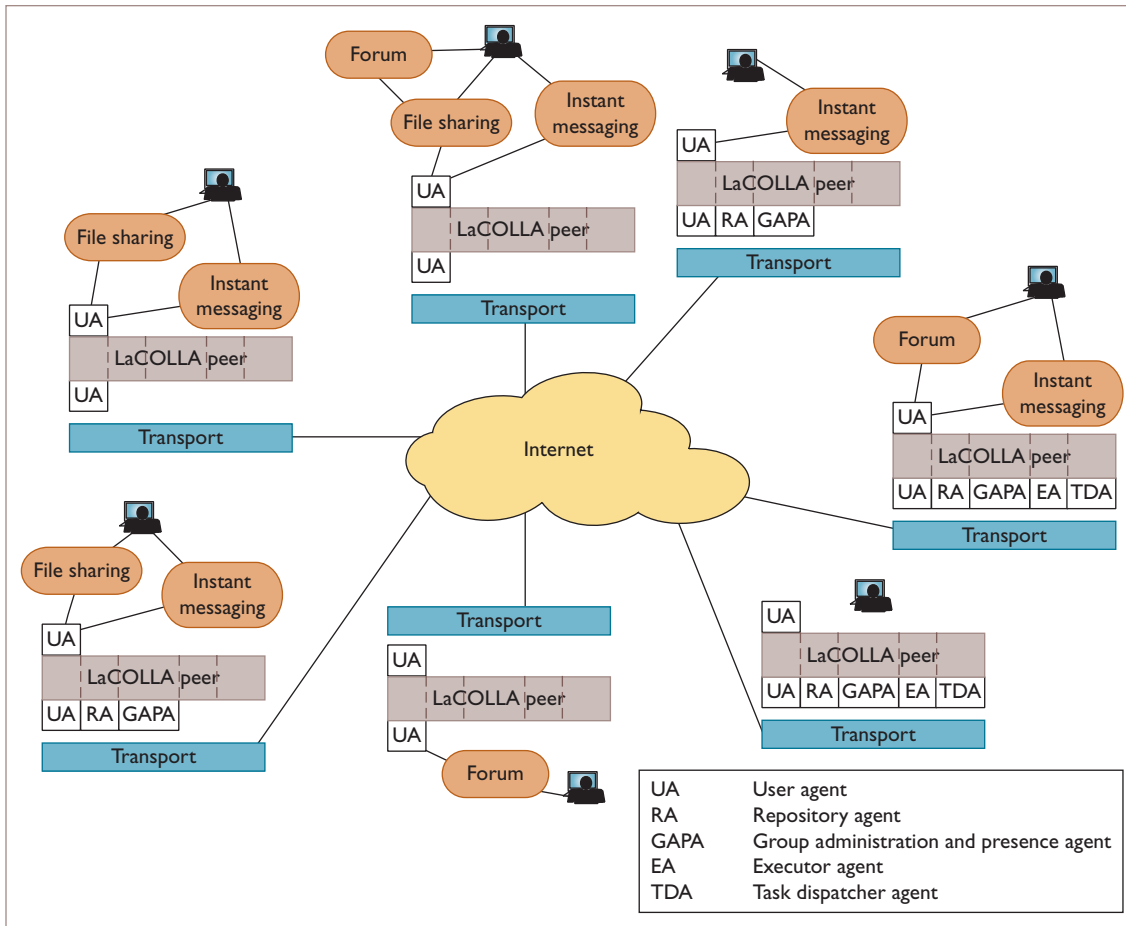 Forum
File sharing
Instant
messaging
UA
LaCOLLA peer
UA
Transport
Instant
messaging
UA
LaCOLLA peer
UA RA GAPA
Transport
File sharing
Instant
messaging
UA
LaCOLLA peer
UA
Transport
Forum
Instant
messaging
UA
LaCOLLA peer
UA RA GAPA EA TDA
Transport
Internet
File sharing
Instant
messaging
UA
LaCOLLA peer
UA RA GAPA
Transport
Transport
UA
LaCOLLA peer
UA
Forum
UA
LaCOLLA peer
UA RA GAPA EA TDA
Transport
UA User agent
RA Repository agent
GAPA Group administration and presence agent
EA Executor agent
TDA Task dispatcher agent